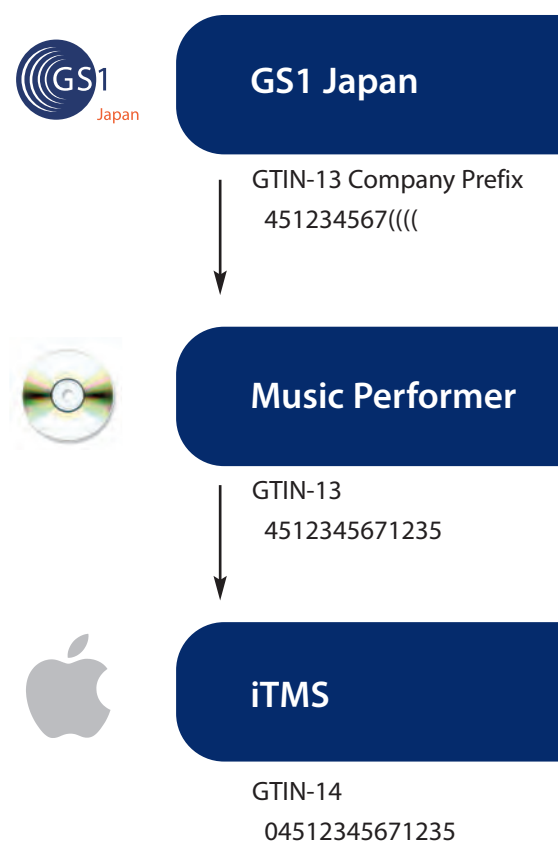 GS1
Japan
GS1 Japan
GTIN-13 Company Prefix
451234567((((
Music Performer
GTIN-13
4512345671235
iTMS
GTIN-14
04512345671235